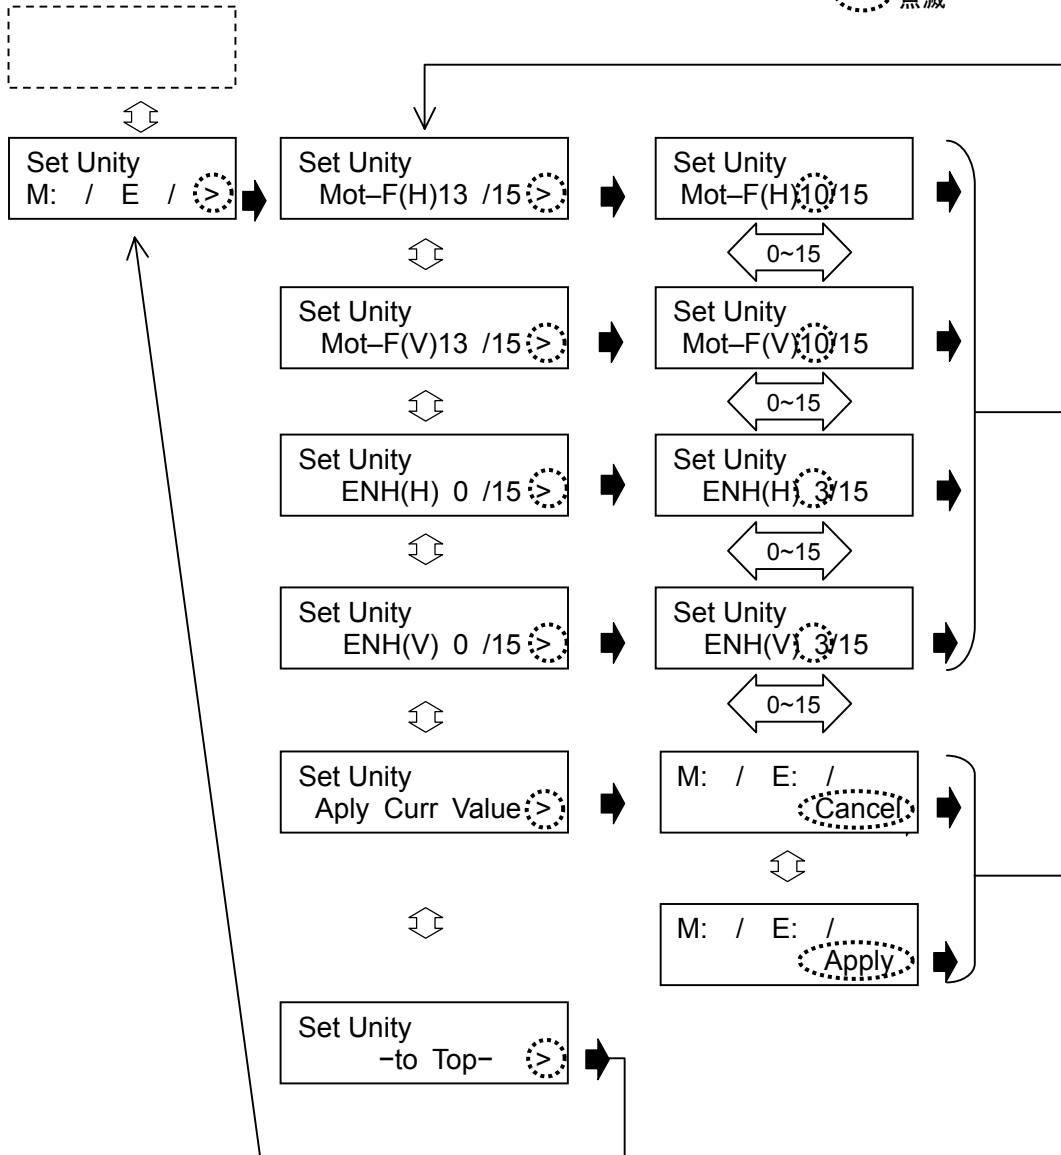 点滅
Set Unity
M: / E / >
Set Unity
Mot–F(H)13 /15 >
Set Unity
Mot–F(H)10/15
0~15
Set Unity
Mot–F(V)13 /15 >
Set Unity
Mot–F(V)10/15
0~15
Set Unity
ENH(H) 0 /15 >
Set Unity
ENH(H) 3/15
0~15
Set Unity
ENH(V) 0 /15 >
Set Unity
ENH(V) 3/15
0~15
Set Unity
Aply Curr Value >
M: / E: /
Cancel
M: / E: /
Apply
Set Unity
−to Top− >